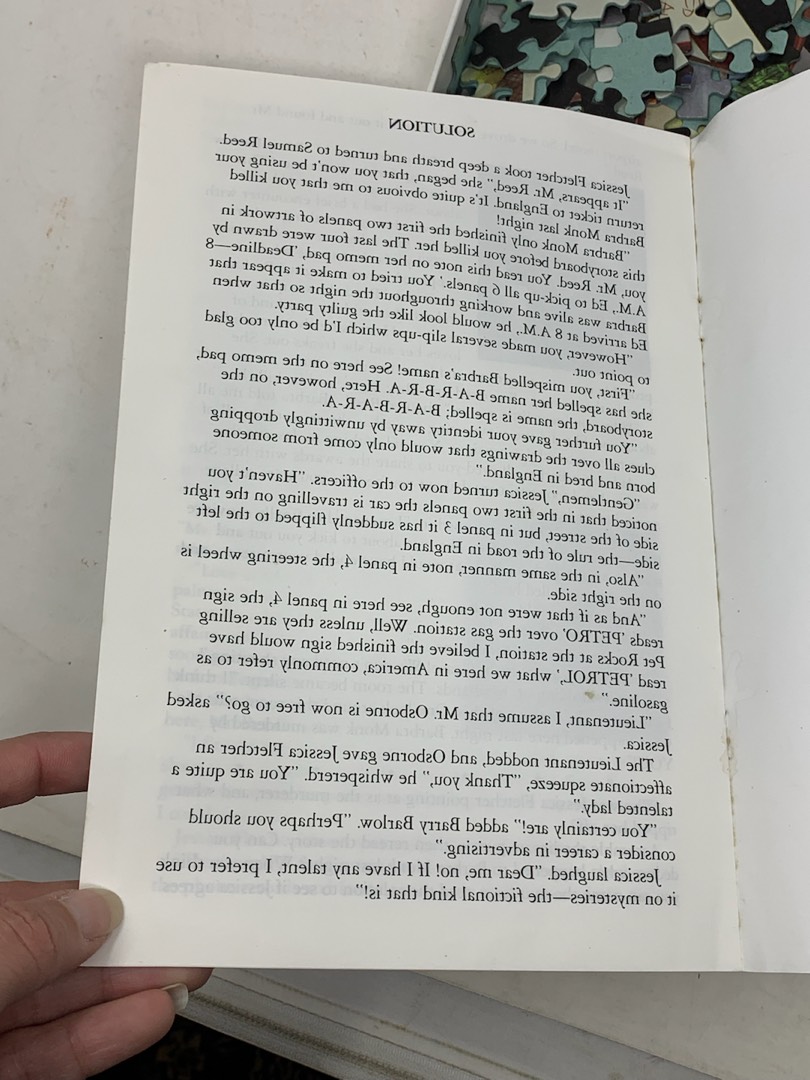 SOLUTION
Jessica Fletcher took a deep breath and turned to Samuel Reed.
"It appears, Mr. Reed," she began, that you won't be using your
return ticket to England. It's quite obvious to me that you killed
Barbra Monk last night!
"Barbra Monk only finished the first two panels of artwork in
this storyboard before you killed her. The last four were drawn by
you, Mr. Reed. You read this note on her memo pad, 'Deadline—8
A.M., Ed to pick-up all 6 panels.' You tried to make it appear that
Barbra was alive and working throughout the night so that when
Ed arrived at 8 A.M., he would look like the guilty party.
"However, you made several slip-ups which I'd be only too glad
to point out.
"First, you mispelled Barbra's name! See here on the memo pad,
she has spelled her name B-A-R-B-R-A. Here, however, on the
storyboard, the name is spelled; B-A-R-B-A-R-A.
"You further gave your identity away by unwittingly dropping
clues all over the drawings that would only come from someone
born and bred in England."
"Gentlemen," Jessica turned now to the officers. "Haven't you
noticed that in the first two panels the car is travelling on the right
side of the street, but in panel 3 it has suddenly flipped to the left
side—the rule of the road in England.
"Also, in the same manner, note in panel 4, the steering wheel is
on the right side.
"And as if that were not enough, see here in panel 4, the sign
reads 'PETRO' over the gas station. Well, unless they are selling
Pet Rocks at the station, I believe the finished sign would have
read 'PETROL,' what we here in America, commonly refer to as
gasoline."
"Lieutenant, I assume that Mr. Osborne is now free to go?" asked
Jessica.
The Lieutenant nodded, and Osborne gave Jessica Fletcher an
affectionate squeeze, "Thank you," he whispererd. "You are quite a
talented lady."
"You certainly are!" added Barry Barlow. "Perhaps you should
consider a career in advertising."
Jessica laughed. "Dear me, no! If I have any talent, I prefer to use
it on mysteries—the fictional kind that is!"